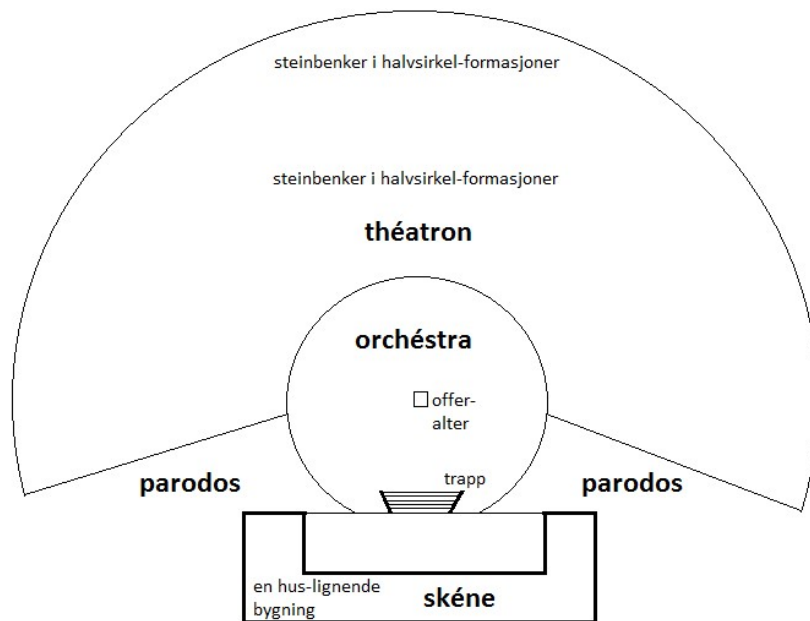 steinbenker i halvsirkel-formasjoner
steinbenker i halvsirkel-formasjoner
théatron
orchéstra
offer-
alter
trapp
parodos
parodos
en hus-lignende
bygning
skéne